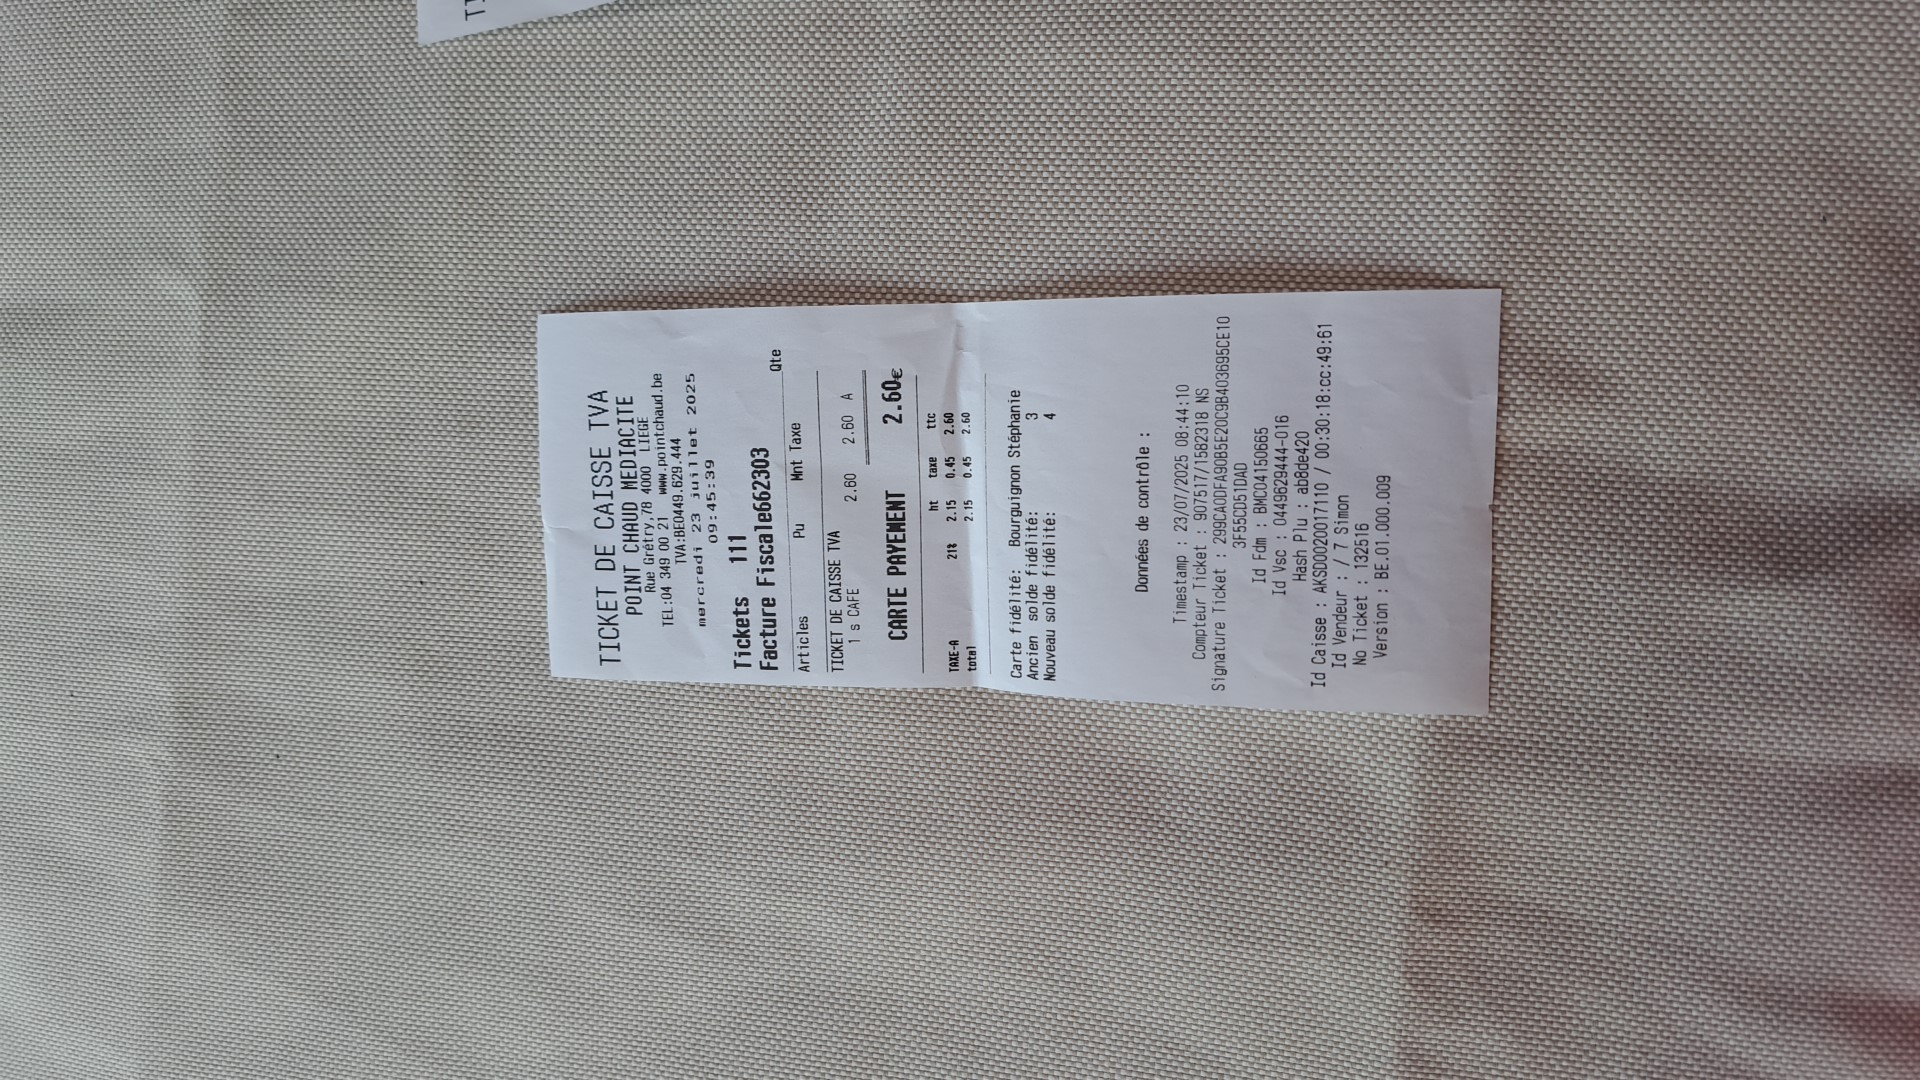 TICKET DE CAISSE TVA
POINT CHAUD MEDIACITE
Rue Grétry,78 4000 LIEGE
TEL:04 349 00 21 www.pointchaud.be
TVA:BE0449.629.444
mercredi 23 juillet 2025
09:45:39
Tickets 111
Facture Fiscale662303
Qte
Articles Pu Mnt Taxe
TICKET DE CAISSE TVA
1 s CAFE 2.60 2.60 A
CARTE PAYEMENT 2.60€
ht taxe ttc
TAXE-A 21% 2.15 0.45 2.60
total 2.15 0.45 2.60
Carte fidélité: Bourguignon Stéphanie
Ancien solde fidélité: 3
Nouveau solde fidélité: 4
Données de contrôle :
Timestamp : 23/07/2025 08:44:10
Compteur Ticket : 907517/1582318 NS
Signature Ticket : 299CA0DFA90B5E20C9B403695CE10
3F55CD51DAD
Id Fdm : BMC04150665
Id Vsc : 0449629444-016
Hash Plu : ab8de420
Id Caisse : AKSD0020017110 / 00:30:18:cc:49:61
Id Vendeur : / 7 Simon
No Ticket : 132516
Version : BE.01.000.009